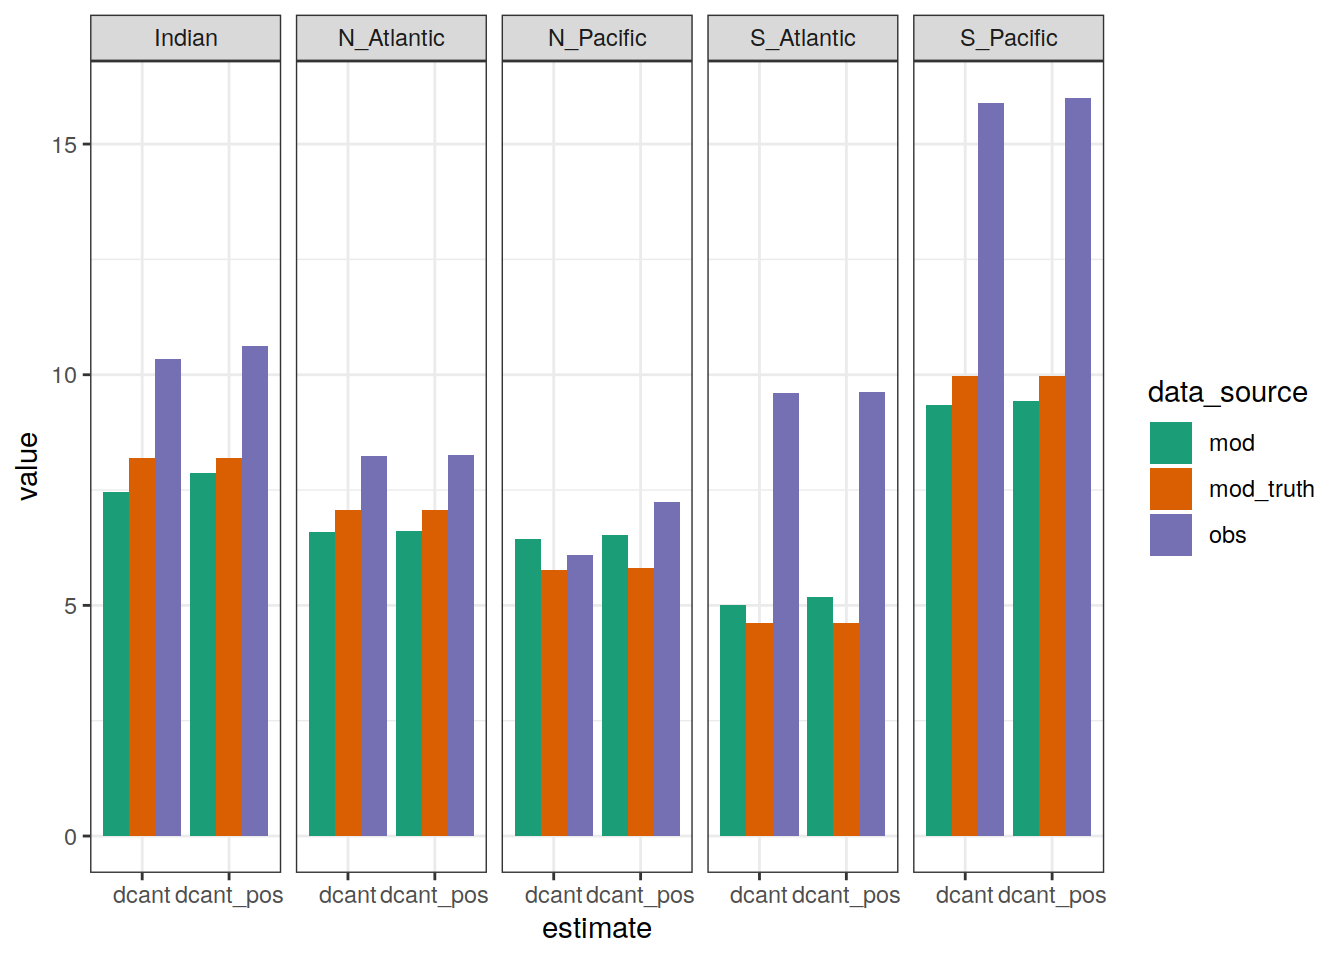 Indian N_Atlantic N_Pacific S_Atlantic S_Pacific
15
10
5
0
value
dcant dcant_pos dcant dcant_pos dcant dcant_pos dcant dcant_pos dcant dcant_pos
estimate
data_source
mod
mod_truth
obs